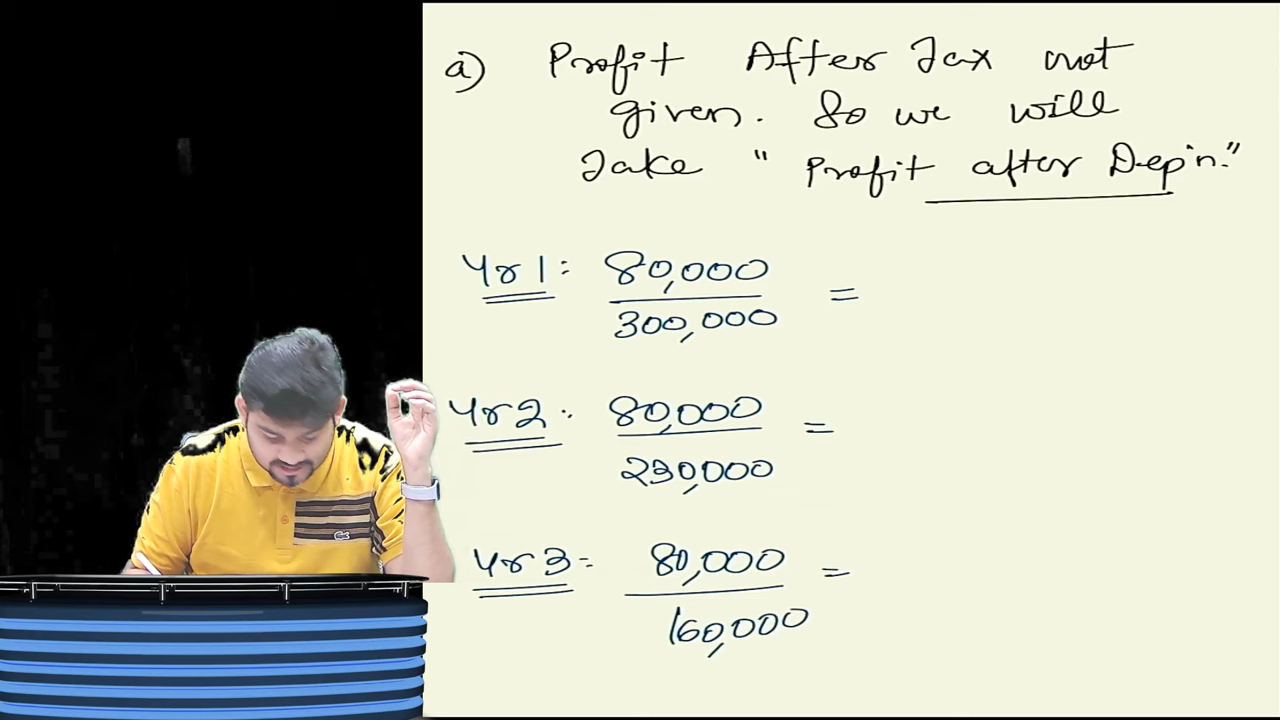 a) Profit After Tax not
given. So we will
Take "Profit after Dep'n."
Yr 1: 80,000
300,000 =
Yr 2: 80,000
230,000 =
Yr 3: 80,000
160,000 =